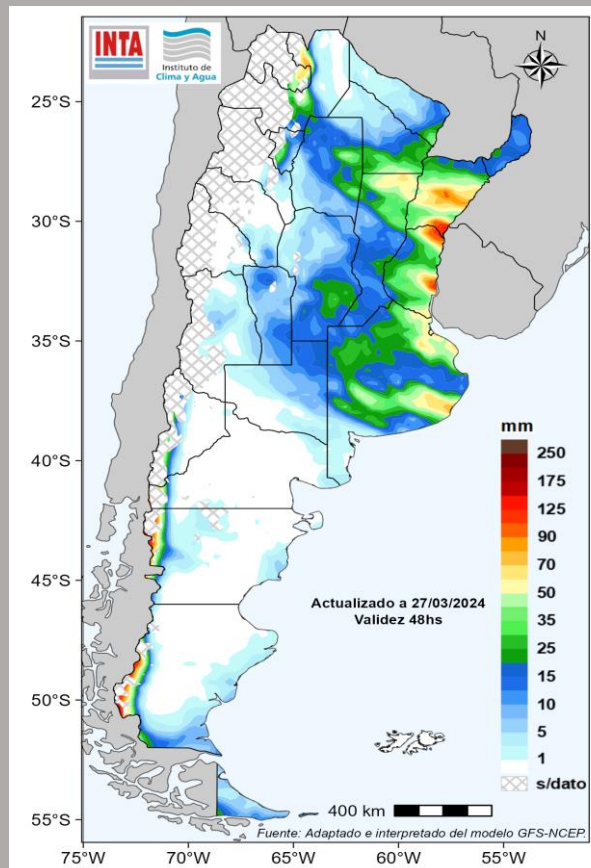 INTA
Instituto de
Clima y Agua
N
25°S
30°S
35°S
40°S
45°S
50°S
55°S
mm
250
175
125
90
70
50
35
25
15
10
5
1
s/dato
Actualizado a 27/03/2024
Validez 48hs
400 km
Fuente: Adaptado e interpretado del modelo GFS-NCEP.
75°W
70°W
65°W
60°W
55°W